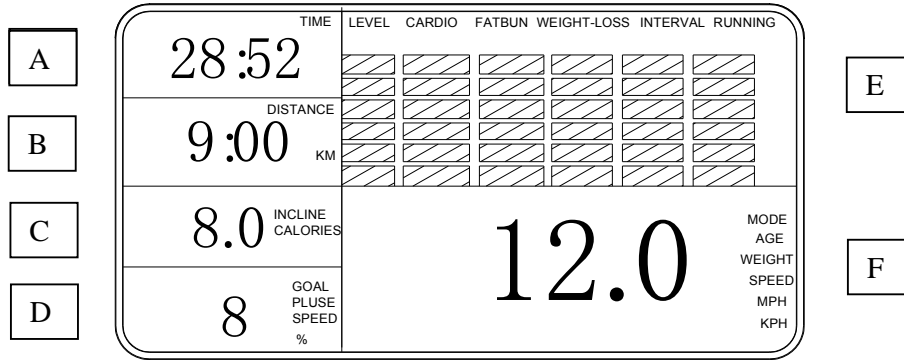 A
B
C
D
TIME
28:52
DISTANCE
9:00 KM
8.0 INCLINE
CALORIES
8 GOAL
PLUSE
SPEED
%
LEVEL CARDIO FATBUN WEIGHT-LOSS INTERVAL RUNNING
12.0
MODE
AGE
WEIGHT
SPEED
MPH
KPH
E
F